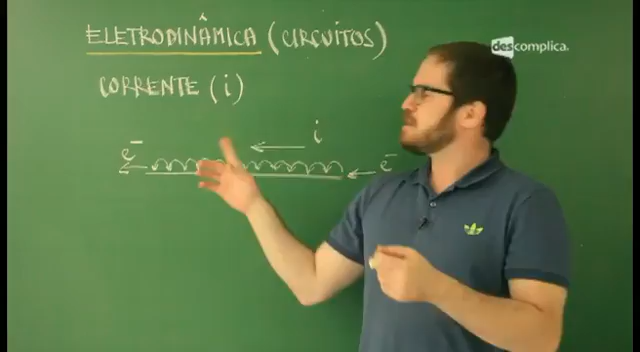 descomplica.
ELETRODINÂMICA (CIRCUITOS)
CORRENTE (i)
i
e⁻ e⁻